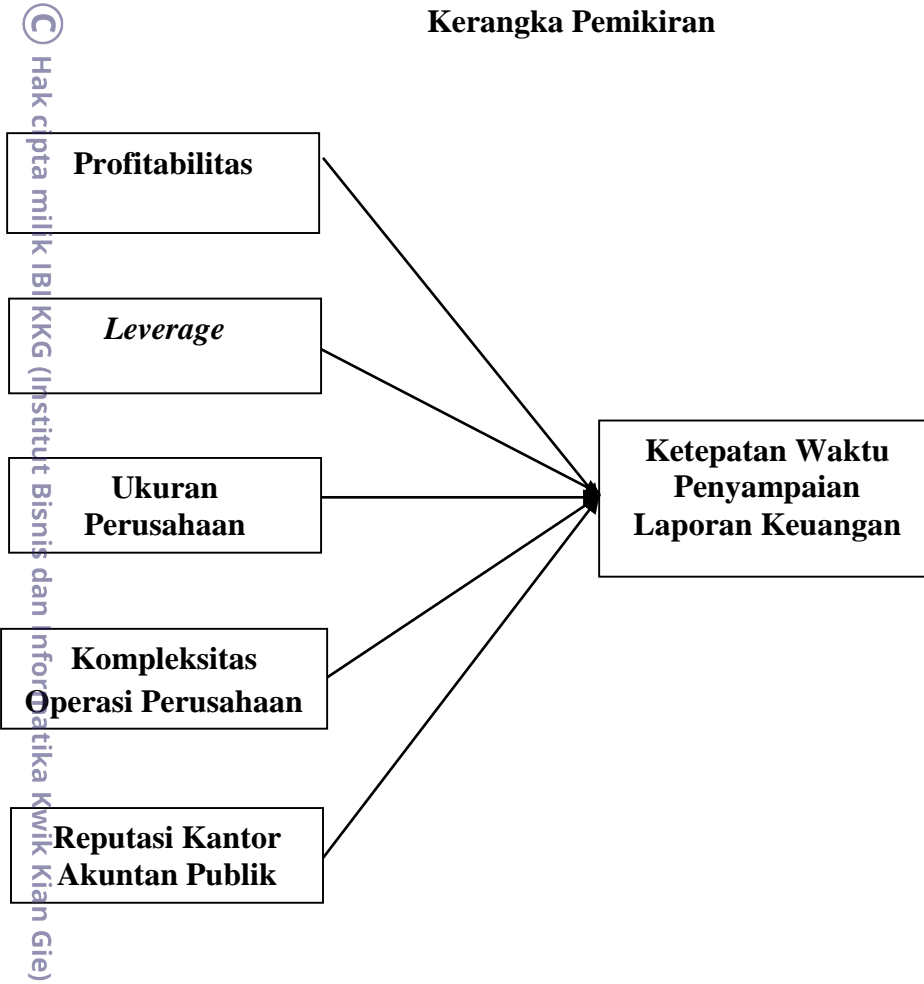 Kerangka Pemikiran
© Hak cipta milik IBI KKG (Institut Bisnis dan Informatika Kwik Kian Gie)
Profitabilitas
Leverage
Ukuran
Perusahaan
Kompleksitas
Operasi Perusahaan
Reputasi Kantor
Akuntan Publik
Ketepatan Waktu
Penyampaian
Laporan Keuangan